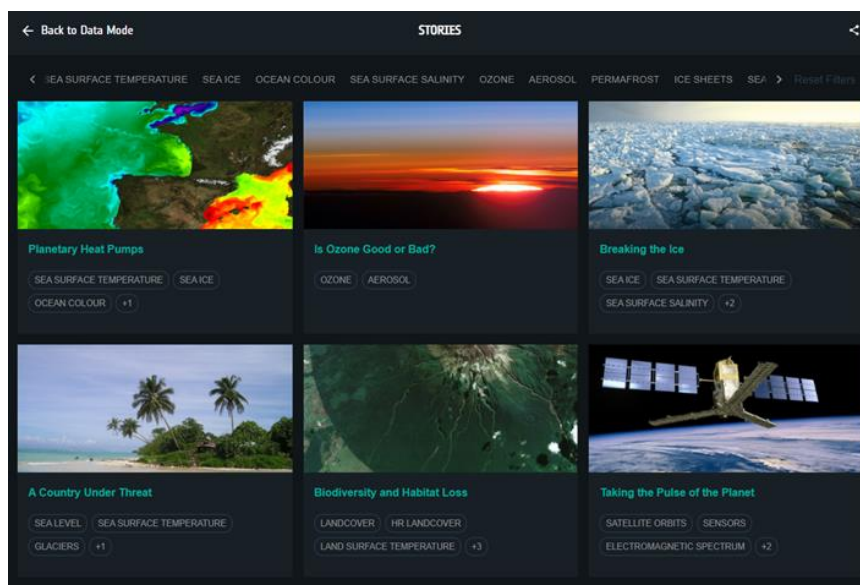 Back to Data Mode
STORIES
SEA SURFACE TEMPERATURE SEA ICE OCEAN COLOUR SEA SURFACE SALINITY OZONE AEROSOL PERMAFROST ICE SHEETS SEA Reset Filters
Planetary Heat Pumps
SEA SURFACE TEMPERATURE SEA ICE
OCEAN COLOUR +1
Is Ozone Good or Bad?
OZONE AEROSOL
Breaking the Ice
SEA ICE SEA SURFACE TEMPERATURE
SEA SURFACE SALINITY +2
A Country Under Threat
SEA LEVEL SEA SURFACE TEMPERATURE
GLACIERS +1
Biodiversity and Habitat Loss
LANDCOVER HR LANDCOVER
LAND SURFACE TEMPERATURE +3
Taking the Pulse of the Planet
SATELLITE ORBITS SENSORS
ELECTROMAGNETIC SPECTRUM +2